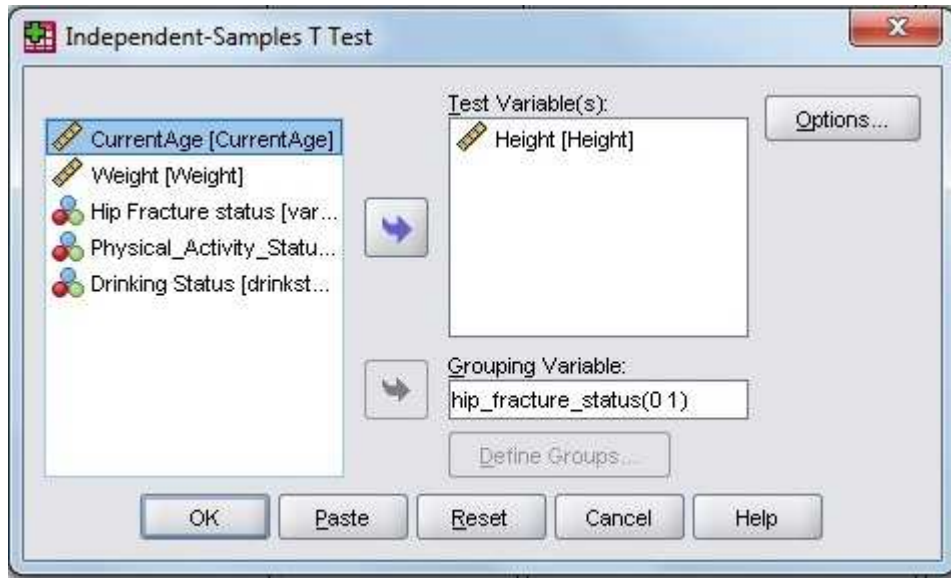 Independent-Samples T Test
CurrentAge [CurrentAge]
Weight [Weight]
Hip Fracture status [var...
Physical_Activity_Statu...
Drinking Status [drinkst...
Test Variable(s):
Height [Height]
Options...
Grouping Variable:
hip_fracture_status(0 1)
Define Groups...
OK
Paste
Reset
Cancel
Help